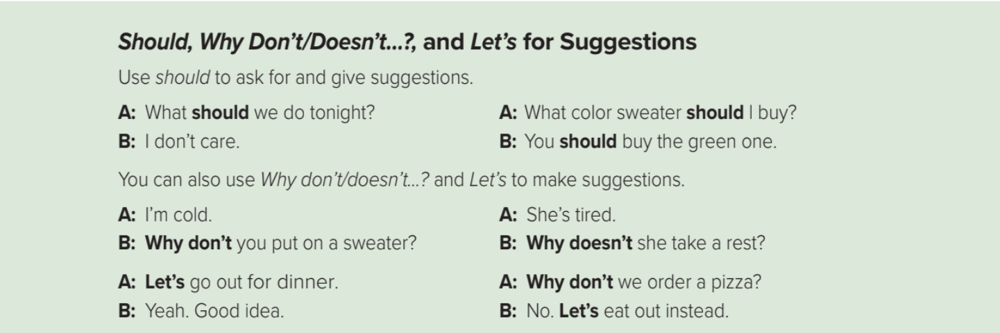 Should, Why Don’t/Doesn’t...?, and Let’s for Suggestions
Use should to ask for and give suggestions.
A: What should we do tonight?
B: I don’t care.
A: What color sweater should I buy?
B: You should buy the green one.
You can also use Why don’t/doesn’t...? and Let’s to make suggestions.
A: I’m cold.
B: Why don’t you put on a sweater?
A: She’s tired.
B: Why doesn’t she take a rest?
A: Let’s go out for dinner.
B: Yeah. Good idea.
A: Why don’t we order a pizza?
B: No. Let’s eat out instead.